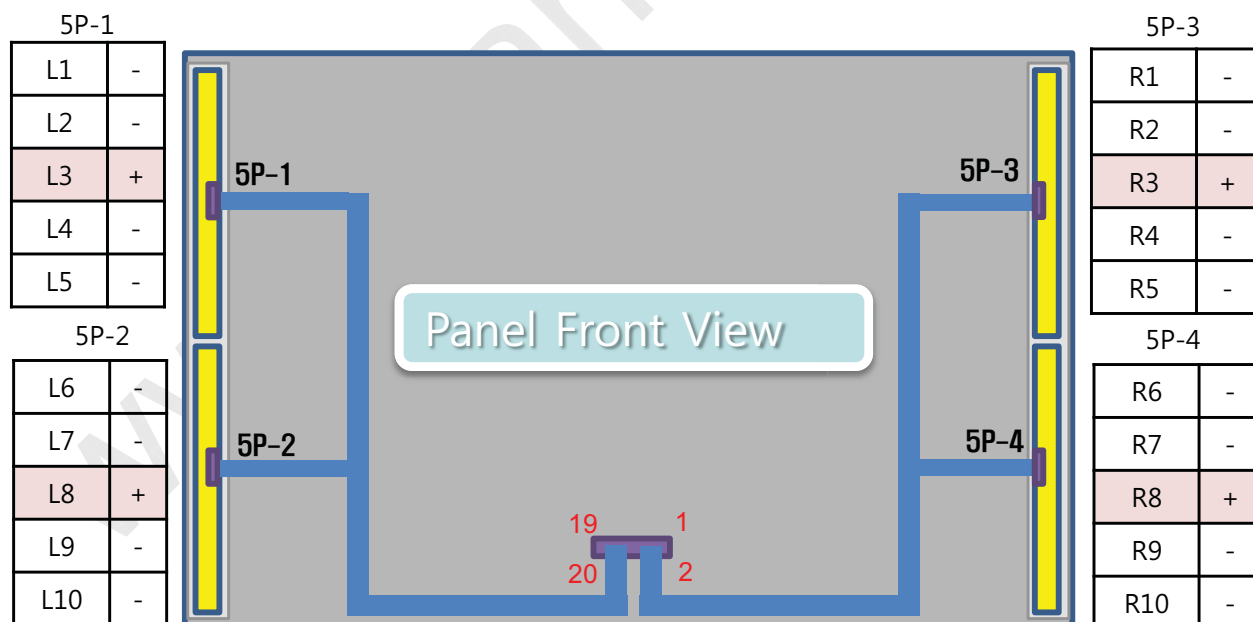 5P-1
L1 -
L2 -
L3 +
L4 -
L5 -
5P-2
L6 -
L7 -
L8 +
L9 -
L10 -
5P-1
5P-2
Panel Front View
19 1
20 2
5P-3
5P-4
5P-3
R1 -
R2 -
R3 +
R4 -
R5 -
5P-4
R6 -
R7 -
R8 +
R9 -
R10 -